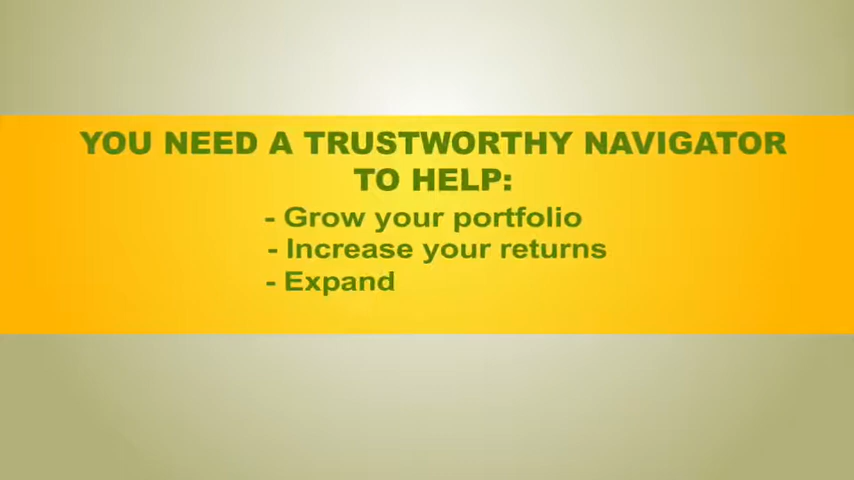 YOU NEED A TRUSTWORTHY NAVIGATOR
TO HELP:
- Grow your portfolio
- Increase your returns
- Expand